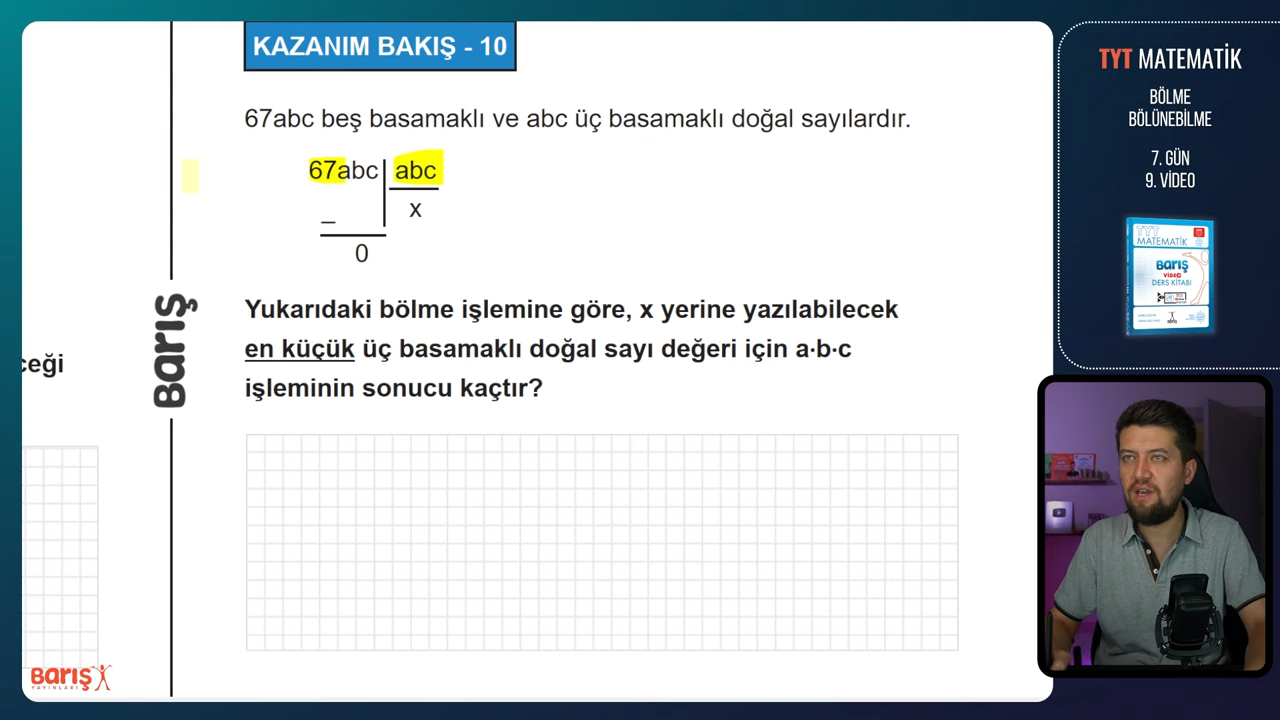 KAZANIM BAKIŞ - 10
67abc beş basamaklı ve abc üç basamaklı doğal sayılardır.
67abc abc
x
_
0
Yukarıdaki bölme işlemine göre, x yerine yazılabilecek
en küçük üç basamaklı doğal sayı değeri için a·b·c
işleminin sonucu kaçtır?
ceği
Barış
BARIŞ
YAYINLARI
TYT MATEMATİK
BÖLME
BÖLÜNEBİLME
7. GÜN
9. VİDEO
TYT
MATEMATİK
BARIŞ
VİDEO
DERS KİTABI